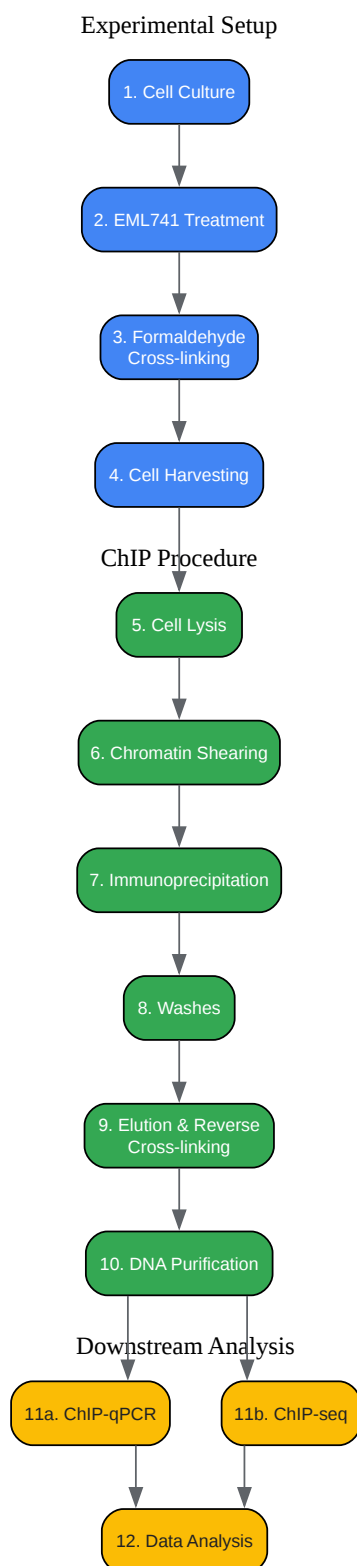 Experimental Setup
1. Cell Culture
2. EML741 Treatment
3. Formaldehyde
Cross-linking
4. Cell Harvesting
ChIP Procedure
5. Cell Lysis
6. Chromatin Shearing
7. Immunoprecipitation
8. Washes
9. Elution & Reverse
Cross-linking
10. DNA Purification
Downstream Analysis
11a. ChIP-qPCR
11b. ChIP-seq
12. Data Analysis